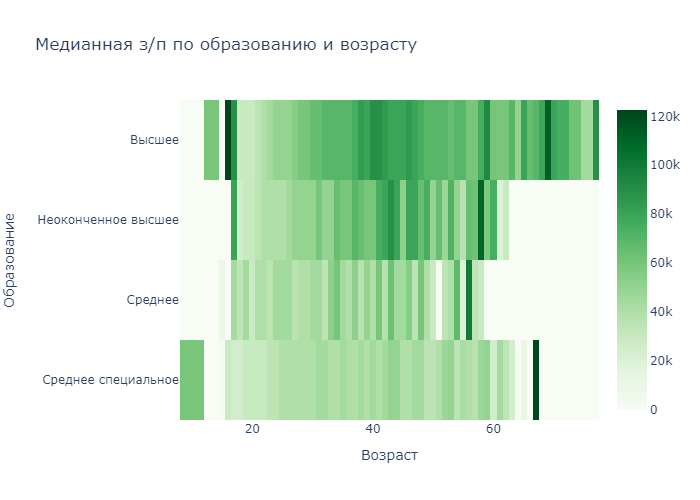 Медианная з/п по образованию и возрасту
Образование
Высшее
Неоконченное высшее
Среднее
Среднее специальное
20
40
60
Возраст
120k
100k
80k
60k
40k
20k
0